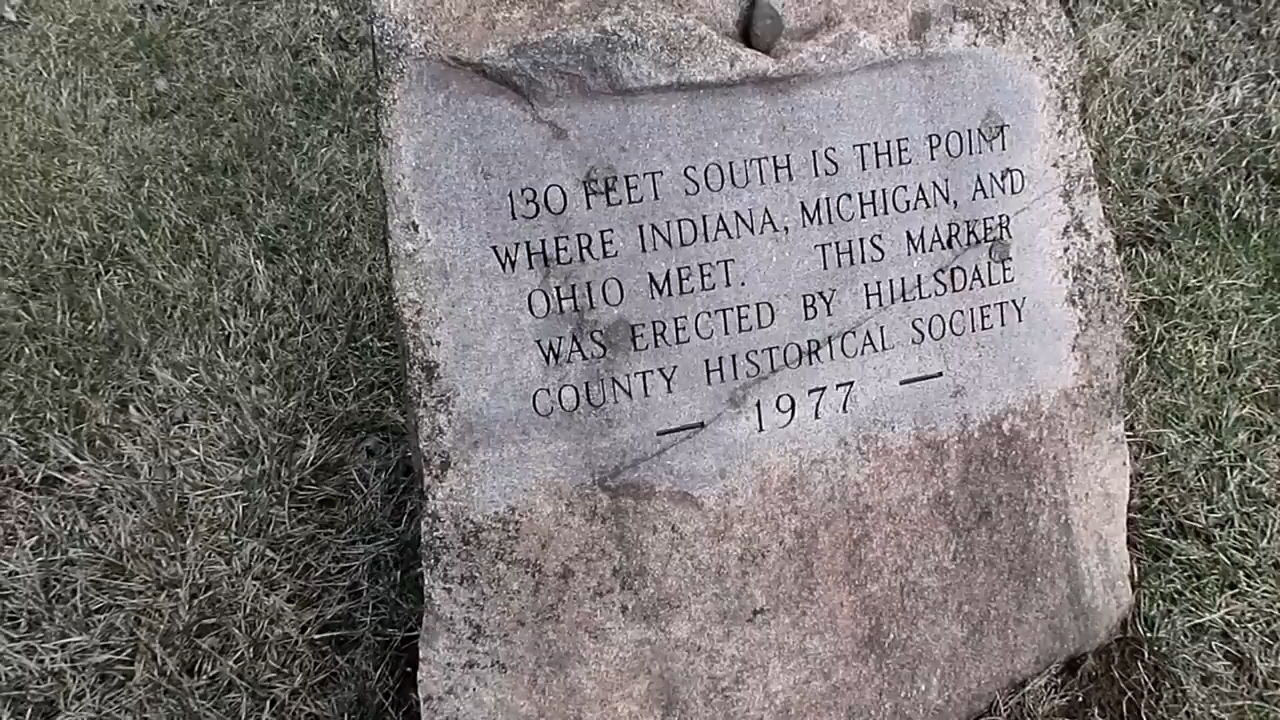 130 FEET SOUTH IS THE POINT
WHERE INDIANA, MICHIGAN, AND
OHIO MEET. THIS MARKER
WAS ERECTED BY HILLSDALE
COUNTY HISTORICAL SOCIETY
— 1977 —